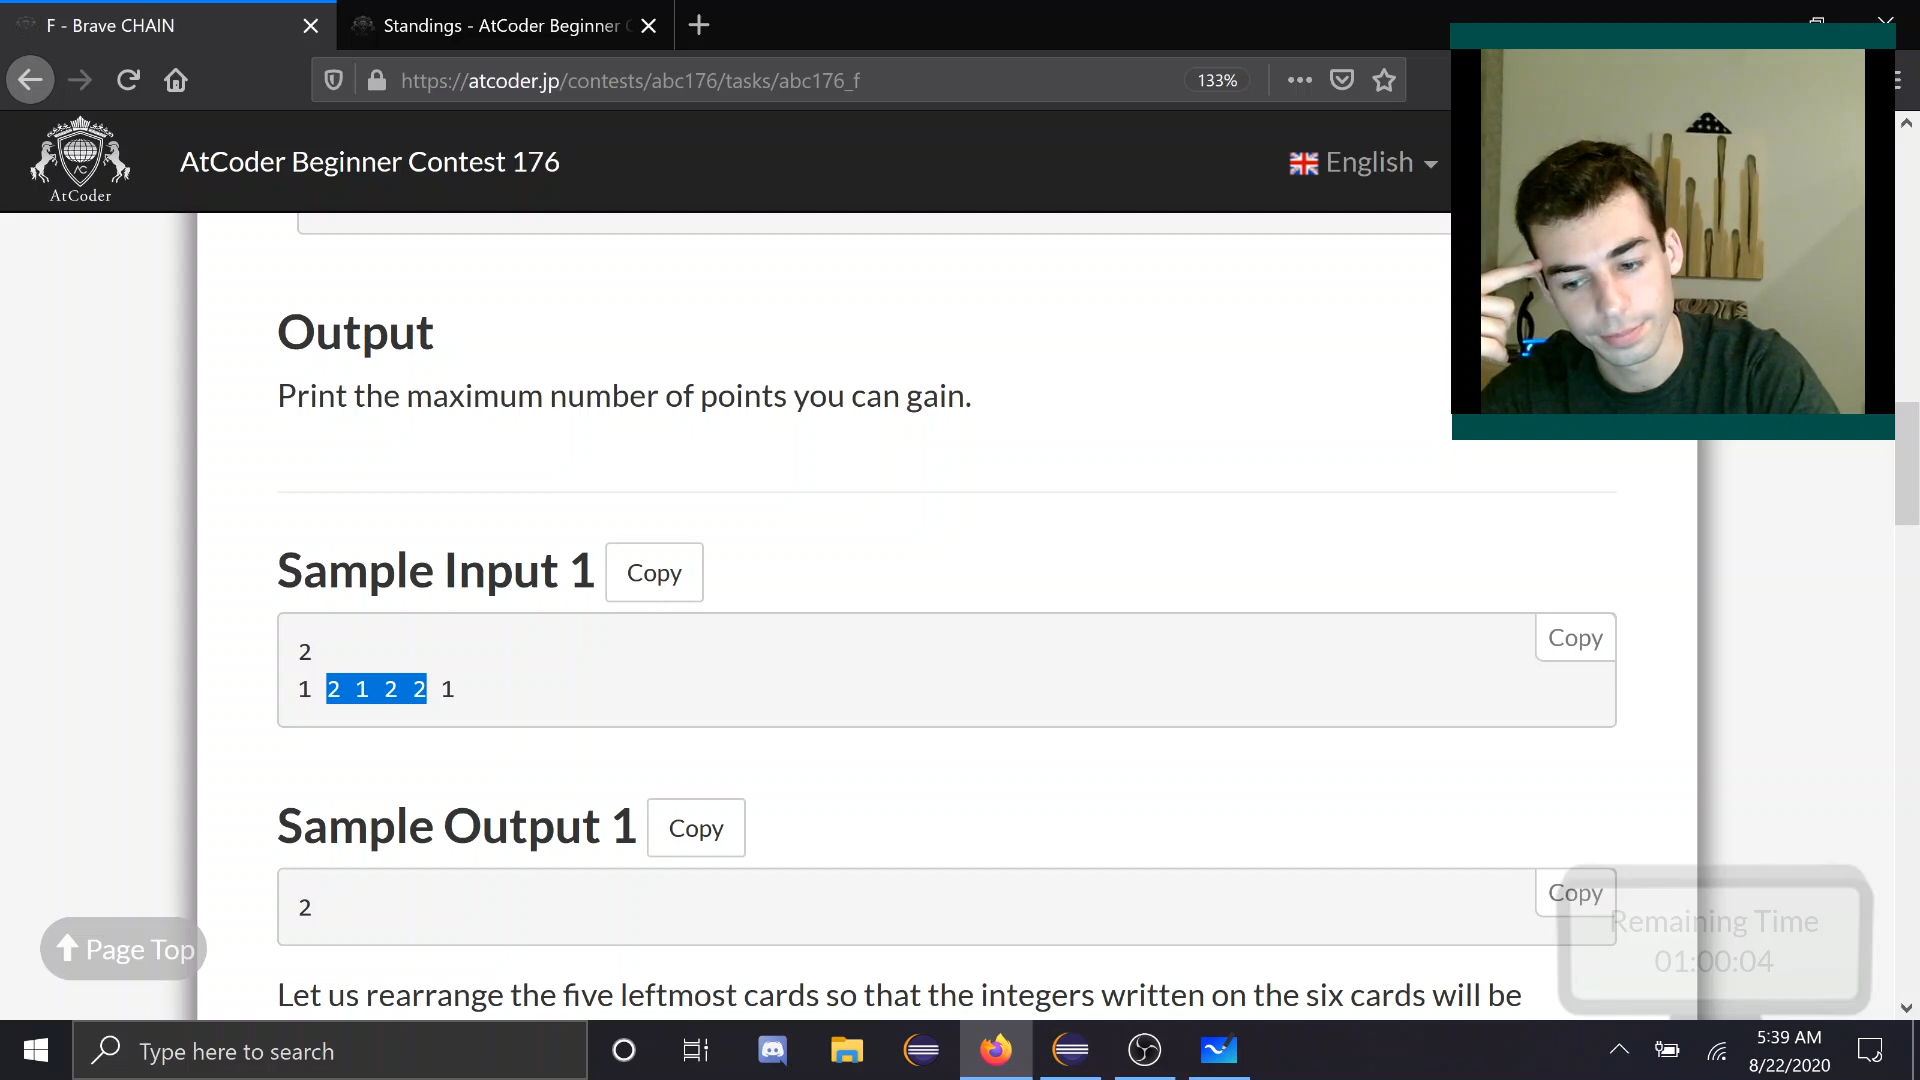 F - Brave CHAIN
Standings - AtCoder Beginner
https://atcoder.jp/contests/abc176/tasks/abc176_f
133%
AtCoder
AtCoder Beginner Contest 176
English
Output
Print the maximum number of points you can gain.
Sample Input 1
Copy
Copy
2
1 2 1 2 2 1
Sample Output 1
Copy
Copy
2
Remaining Time
01:00:04
Page Top
Let us rearrange the five leftmost cards so that the integers written on the six cards will be
Type here to search
5:39 AM
8/22/2020